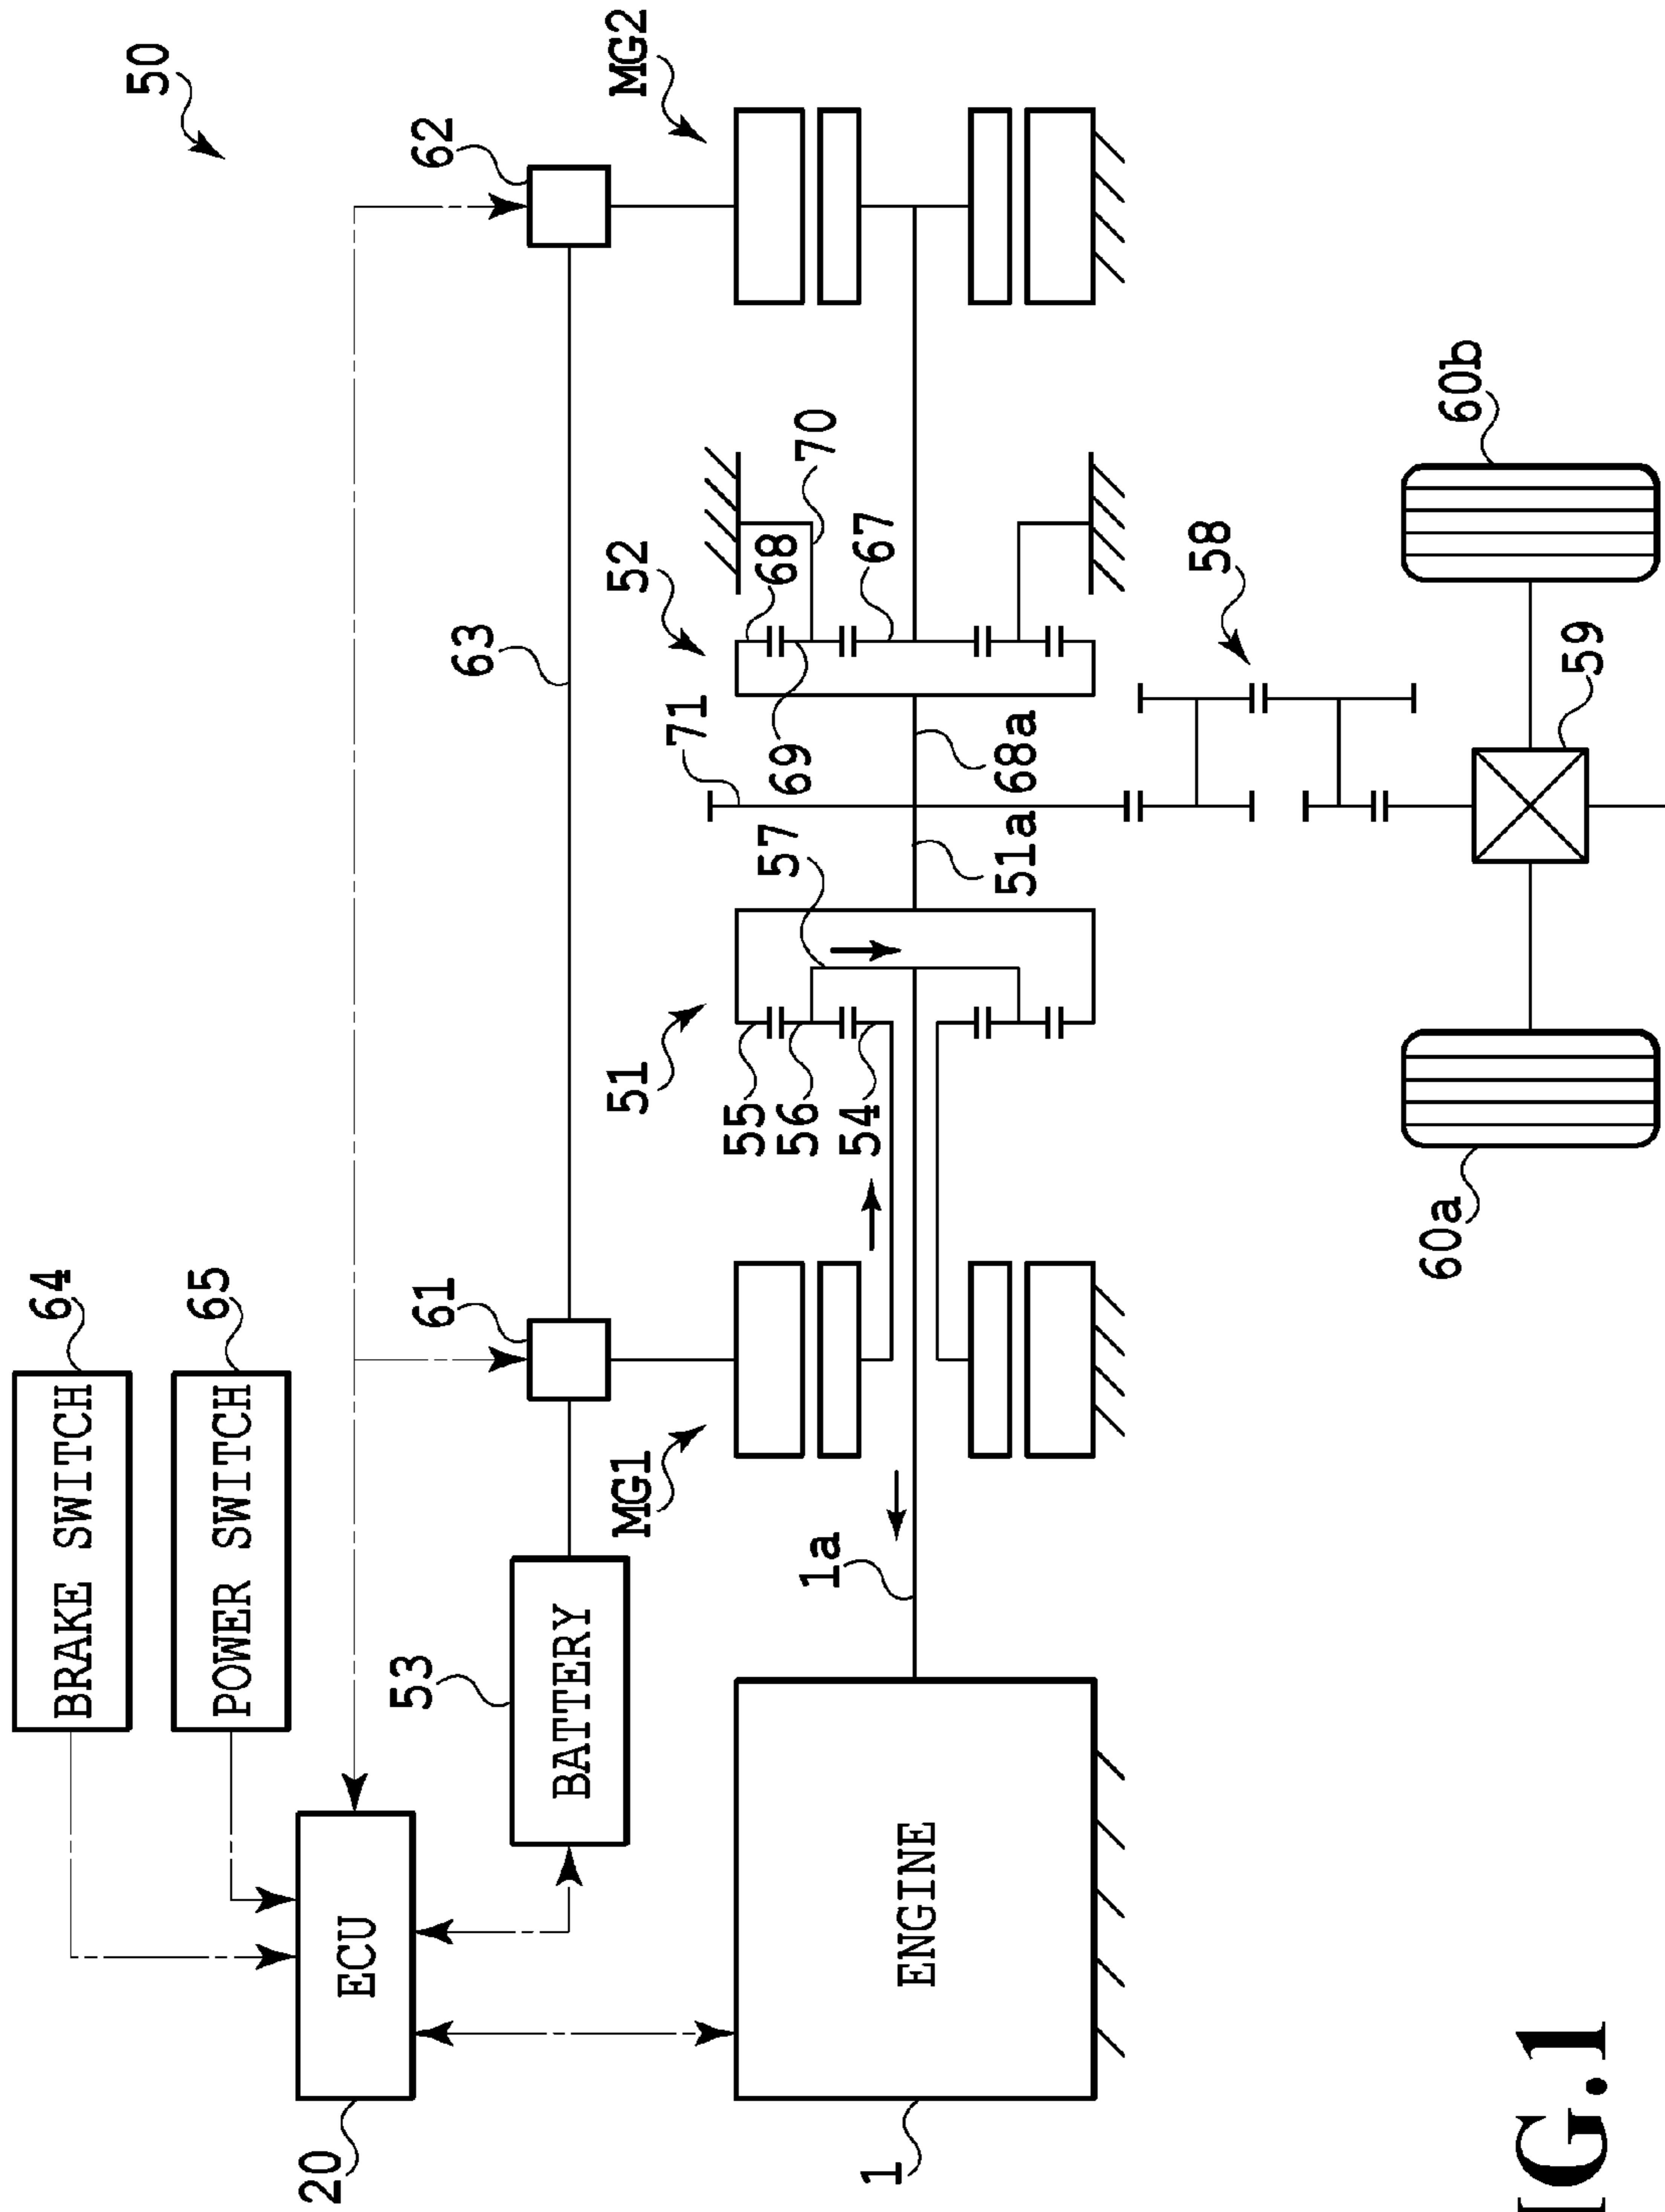 50
64
BRAKE SWITCH
65
POWER SWITCH
20
ECU
53
BATTERY
61
63
62
MG1
51
52
MG2
55
56
54
57
71
69
68
70
67
1
ENGINE
1a
51a
68a
58
60a
59
60b
IG.1